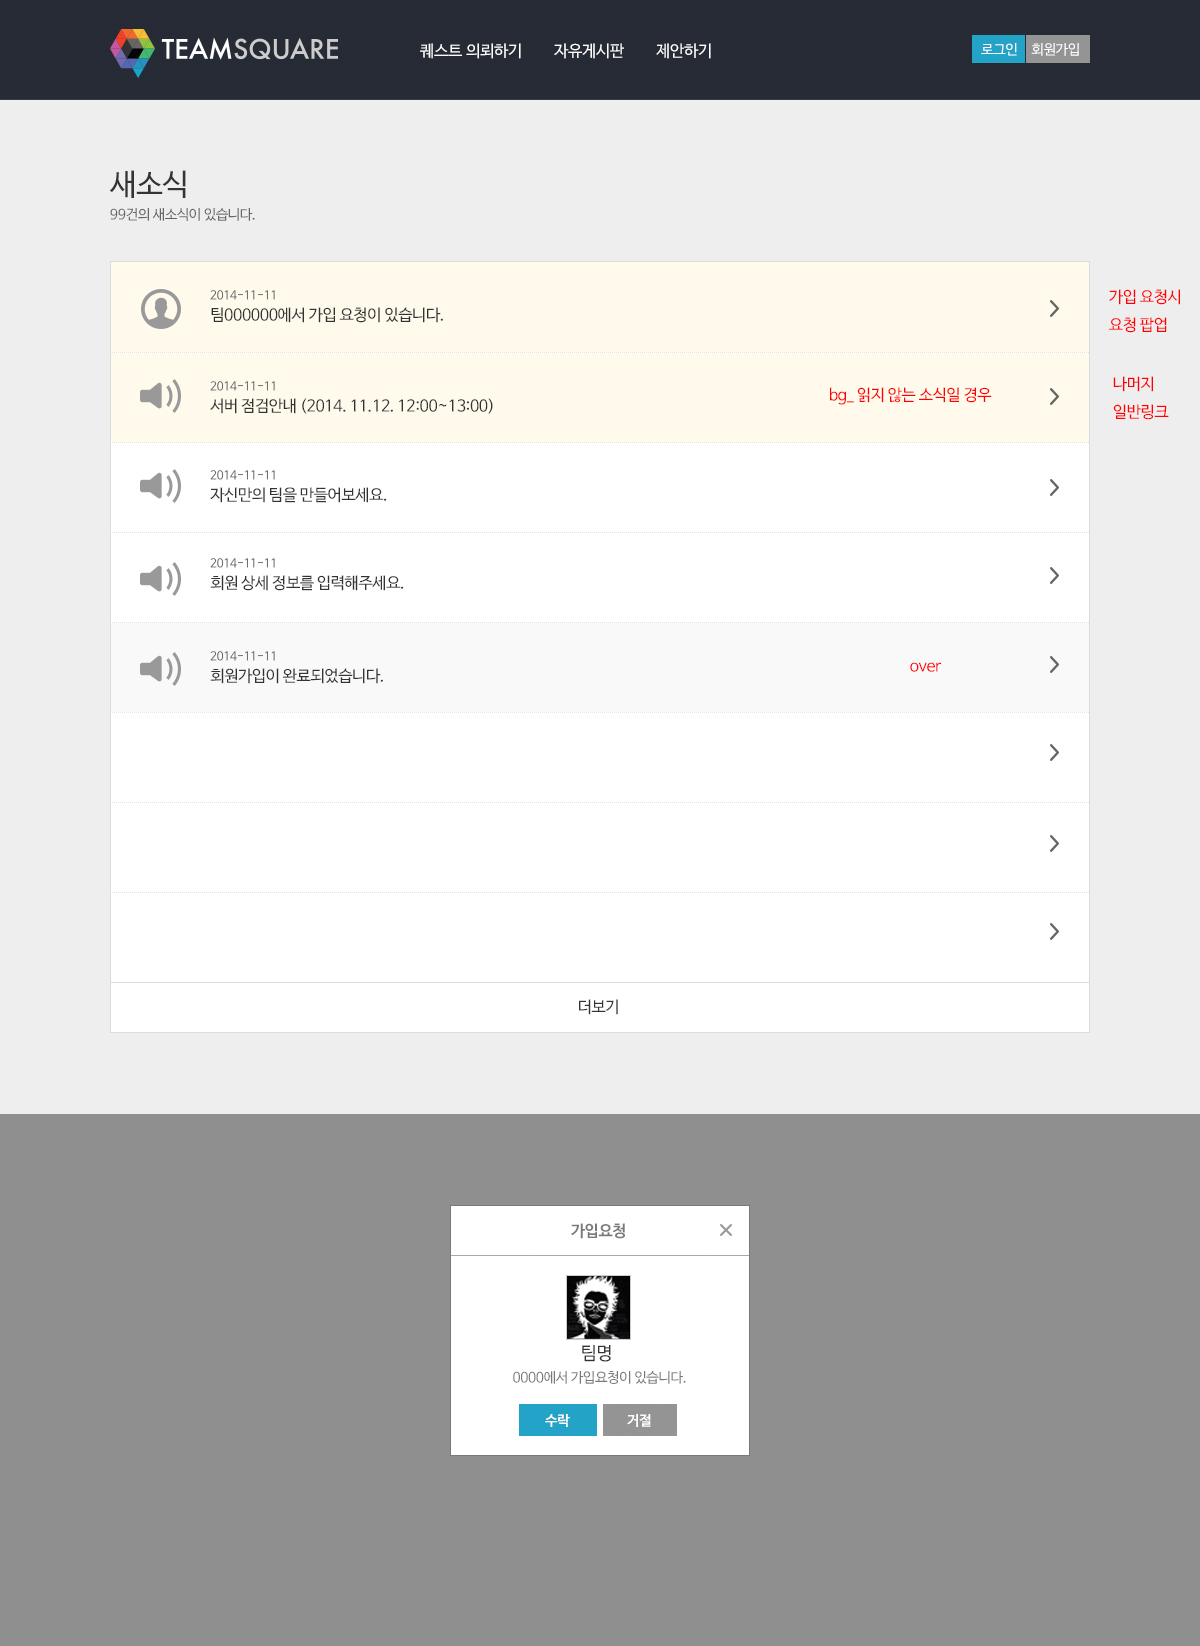 TEAMSQUARE
퀘스트 의뢰하기 자유게시판 제안하기
로그인 회원가입
새소식
99건의 새소식이 있습니다.
2014-11-11
팀000000에서 가입 요청이 있습니다.
가입 요청시
요청 팝업
2014-11-11
서버 점검안내 (2014. 11.12. 12:00~13:00)
bg_ 읽지 않는 소식일 경우
나머지
일반링크
2014-11-11
자신만의 팀을 만들어보세요.
2014-11-11
회원 상세 정보를 입력해주세요.
2014-11-11
회원가입이 완료되었습니다.
over
더보기
가입요청
팀명
0000에서 가입요청이 있습니다.
수락 거절